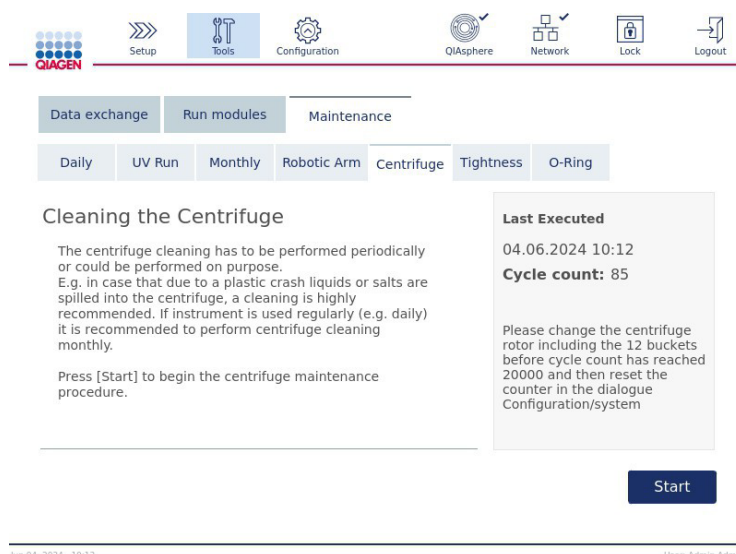 QIAGEN
Setup
Tools
Configuration
QIAsphere
Network
Lock
Logout
Data exchange
Run modules
Maintenance
Daily
UV Run
Monthly
Robotic Arm
Centrifuge
Tightness
O-Ring
Cleaning the Centrifuge
The centrifuge cleaning has to be performed periodically
or could be performed on purpose.
E.g. in case that due to a plastic crash liquids or salts are
spilled into the centrifuge, a cleaning is highly
recommended. If instrument is used regularly (e.g. daily)
it is recommended to perform centrifuge cleaning
monthly.
Press [Start] to begin the centrifuge maintenance
procedure.
Last Executed
04.06.2024 10:12
Cycle count: 85
Please change the centrifuge
rotor including the 12 buckets
before cycle count has reached
20000 and then reset the
counter in the dialogue
Configuration/system
Start